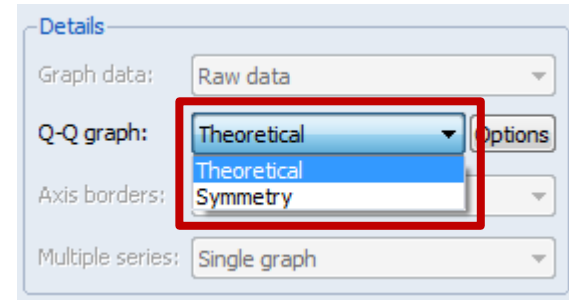 Details
Graph data: Raw data
Q-Q graph: Theoretical Options
Theoretical
Axis borders: Symmetry
Multiple series: Single graph